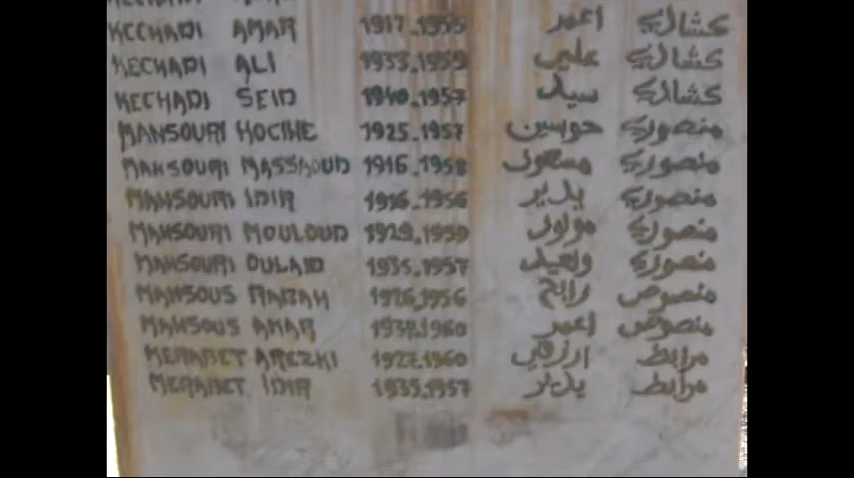 KECHADI AMAR 1917.1955 اعمر كشادي
KECHADI ALI 1933.1959 علي كشادي
KECHADI SEID 1940.1957 سيد كشادي
MANSOURI HOCINE 1925.1957 حوسين منصوري
MANSOURI MASSAOUD 1916.1958 مسعود منصوري
MANSOURI IDIR 1916.1956 يدير منصوري
MANSOURI MOULOUD 1929.1959 مولود منصوري
MANSOURI OULAID 1935.1957 ولعيد منصوري
MANSOUS RABAH 1926.1956 رابح منصوص
MANSOUS AMAR 1937.1960 اعمر منصوص
MERABET AREZKI 1922.1960 ارزقي مرابط
MERABET IDIR 1935.1957 يدير مرابط